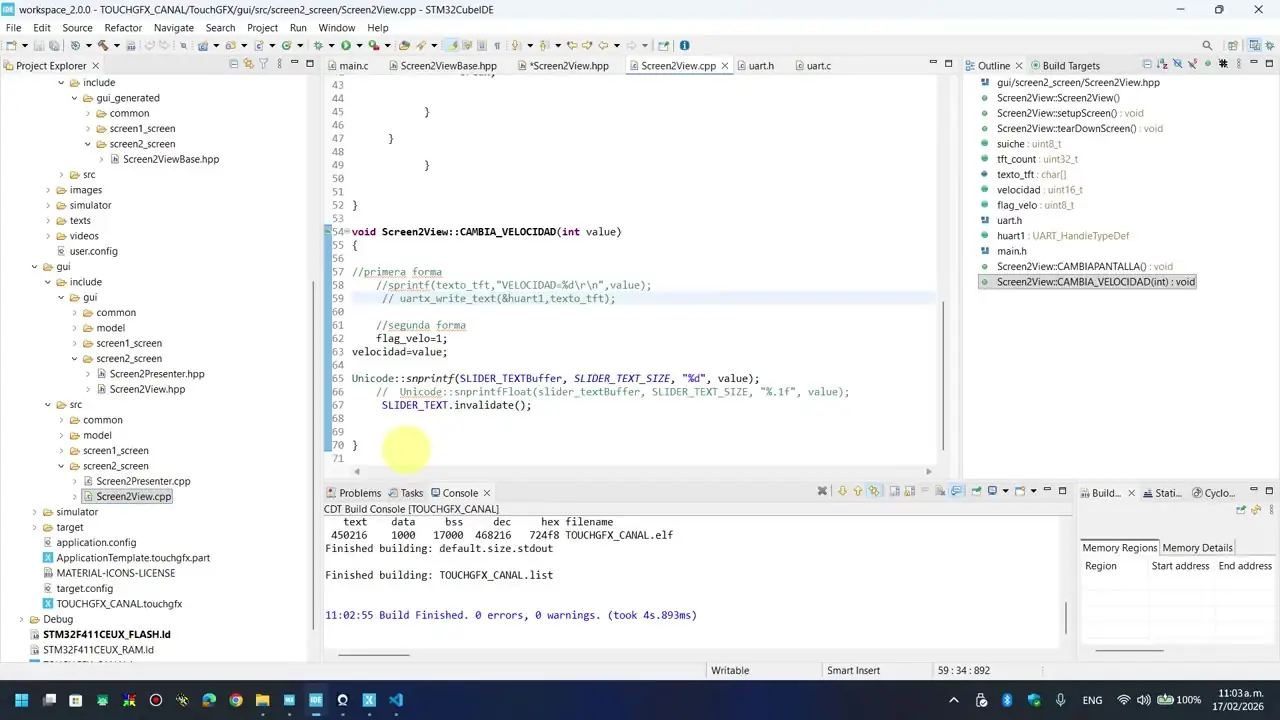 workspace_2.0.0 - TOUCHGFX_CANAL/TouchGFX/gui/src/screen2_screen/Screen2View.cpp - STM32CubeIDE
File Edit Source Refactor Navigate Search Project Run Window Help
Project Explorer
include
gui_generated
common
screen1_screen
screen2_screen
Screen2ViewBase.hpp
src
images
simulator
texts
videos
user.config
gui
include
gui
common
model
screen1_screen
screen2_screen
Screen2Presenter.hpp
Screen2View.hpp
src
common
model
screen1_screen
screen2_screen
Screen2Presenter.cpp
Screen2View.cpp
simulator
target
application.config
ApplicationTemplate.touchgfx.part
MATERIAL-ICONS-LICENSE
target.config
TOUCHGFX_CANAL.touchgfx
Debug
STM32F411CEUX_FLASH.ld
STM32F411CEUX_RAM.ld
main.c Screen2ViewBase.hpp *Screen2View.hpp Screen2View.cpp uart.h uart.c
43
44
45 }
46
47 }
48
49 }
50
51
52 }
53
54 void Screen2View::CAMBIA_VELOCIDAD(int value)
55 {
56
57 //primera forma
58 //sprintf(texto_tft,"VELOCIDAD=%d\r\n",value);
59 // uartx_write_text(&huart1,texto_tft);
60
61 //segunda forma
62 flag_velo=1;
63 velocidad=value;
64
65 Unicode::snprintf(SLIDER_TEXTBuffer, SLIDER_TEXT_SIZE, "%d", value);
66 // Unicode::snprintfFloat(slider_textBuffer, SLIDER_TEXT_SIZE, "%.1f", value);
67 SLIDER_TEXT.invalidate();
68
69
70 }
71
Outline Build Targets
gui/screen2_screen/Screen2View.hpp
Screen2View::Screen2View()
Screen2View::setupScreen() : void
Screen2View::tearDownScreen() : void
suiche : uint8_t
tft_count : uint32_t
texto_tft : char[]
velocidad : uint16_t
flag_velo : uint8_t
uart.h
huart1 : UART_HandleTypeDef
main.h
Screen2View::CAMBIAPANTALLA() : void
Screen2View::CAMBIA_VELOCIDAD(int) : void
Problems Tasks Console
CDT Build Console [TOUCHGFX_CANAL]
text data bss dec hex filename
450216 1000 17000 468216 724f8 TOUCHGFX_CANAL.elf
Finished building: default.size.stdout
Finished building: TOUCHGFX_CANAL.list
11:02:55 Build Finished. 0 errors, 0 warnings. (took 4s.893ms)
Build... Stati... Cyclo...
Memory Regions Memory Details
Region Start address End address
Writable Smart Insert 59 : 34 : 892
ENG 100% 11:03 a.m.
17/02/2026